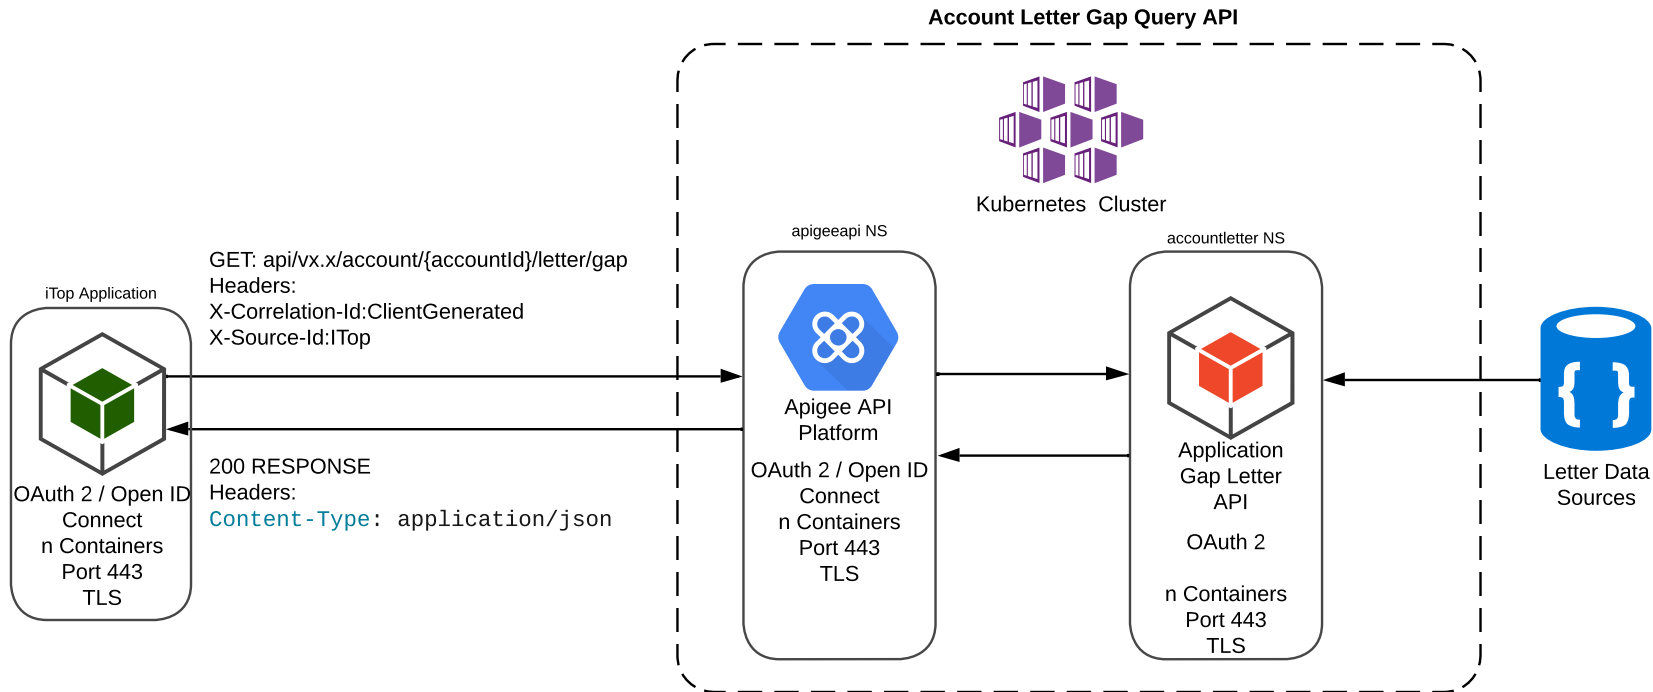 Account Letter Gap Query API
Kubernetes  Cluster
apigeeapi NS
accountletter NS
GET: api/vx.x/account/{accountId}/letter/gap
Headers:
X-Correlation-Id:ClientGenerated
X-Source-Id:ITop
iTop Application
OAuth 2 / Open ID
Connect
n Containers
Port 443
TLS
200 RESPONSE
Headers:
Content-Type: application/json
Apigee API
Platform
OAuth 2 / Open ID
Connect
n Containers
Port 443
TLS
Application
Gap Letter
API
OAuth 2
n Containers
Port 443
TLS
{ }
Letter Data
Sources